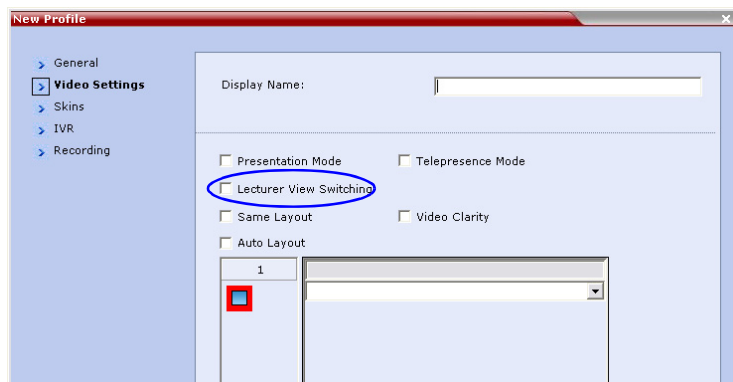 New Profile
General
Video Settings
Skins
IVR
Recording
Display Name:
Presentation Mode Telepresence Mode
Lecturer View Switching
Same Layout Video Clarity
Auto Layout
1